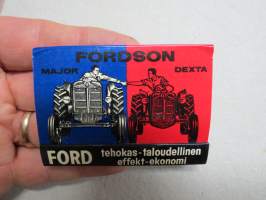 FORDSON
MAJOR DEXTA
FORD tehokas-taloudellinen
effekt-ekonomi